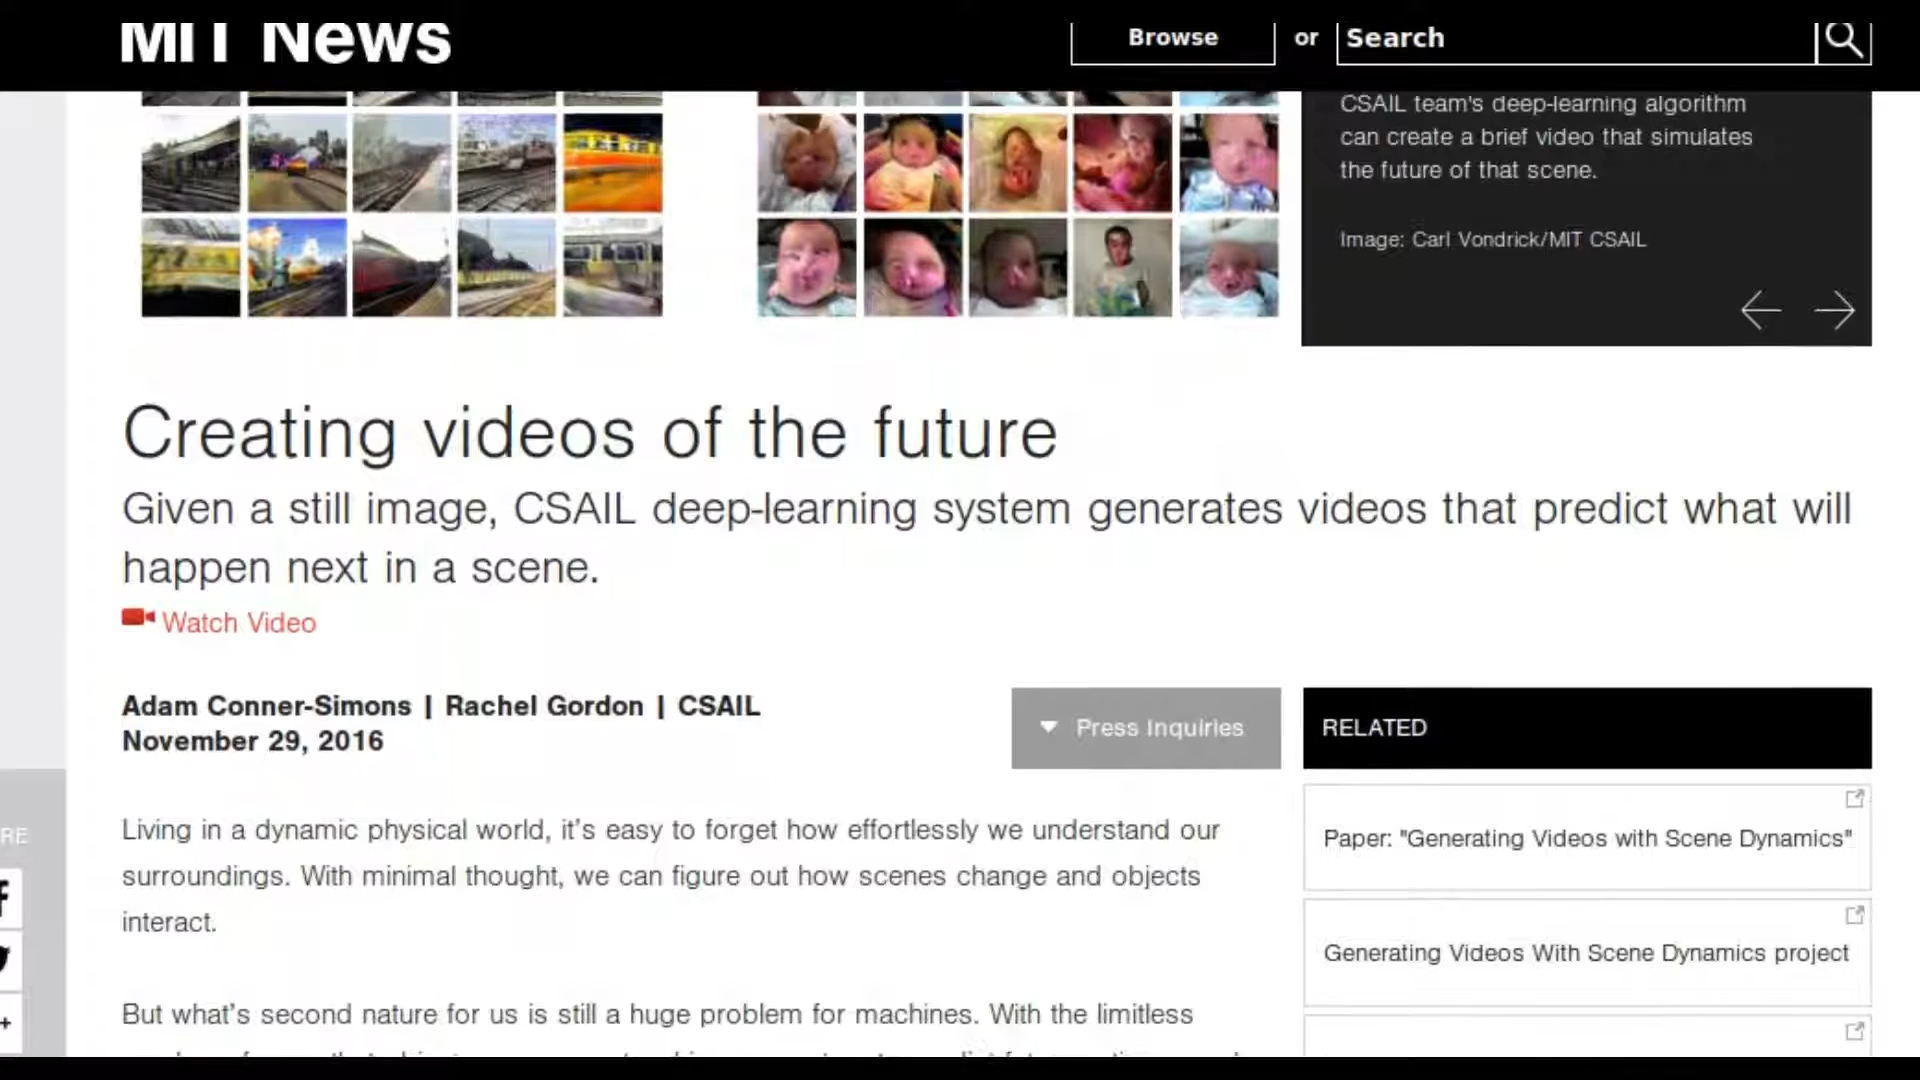 MIT News
Browse
or
Search
CSAIL team's deep-learning algorithm
can create a brief video that simulates
the future of that scene.
Image: Carl Vondrick/MIT CSAIL
Creating videos of the future
Given a still image, CSAIL deep-learning system generates videos that predict what will
happen next in a scene.
Watch Video
Adam Conner-Simons | Rachel Gordon | CSAIL
November 29, 2016
Press Inquiries
RELATED
Living in a dynamic physical world, it’s easy to forget how effortlessly we understand our
surroundings. With minimal thought, we can figure out how scenes change and objects
interact.
But what’s second nature for us is still a huge problem for machines. With the limitless
Paper: "Generating Videos with Scene Dynamics"
Generating Videos With Scene Dynamics project
RE